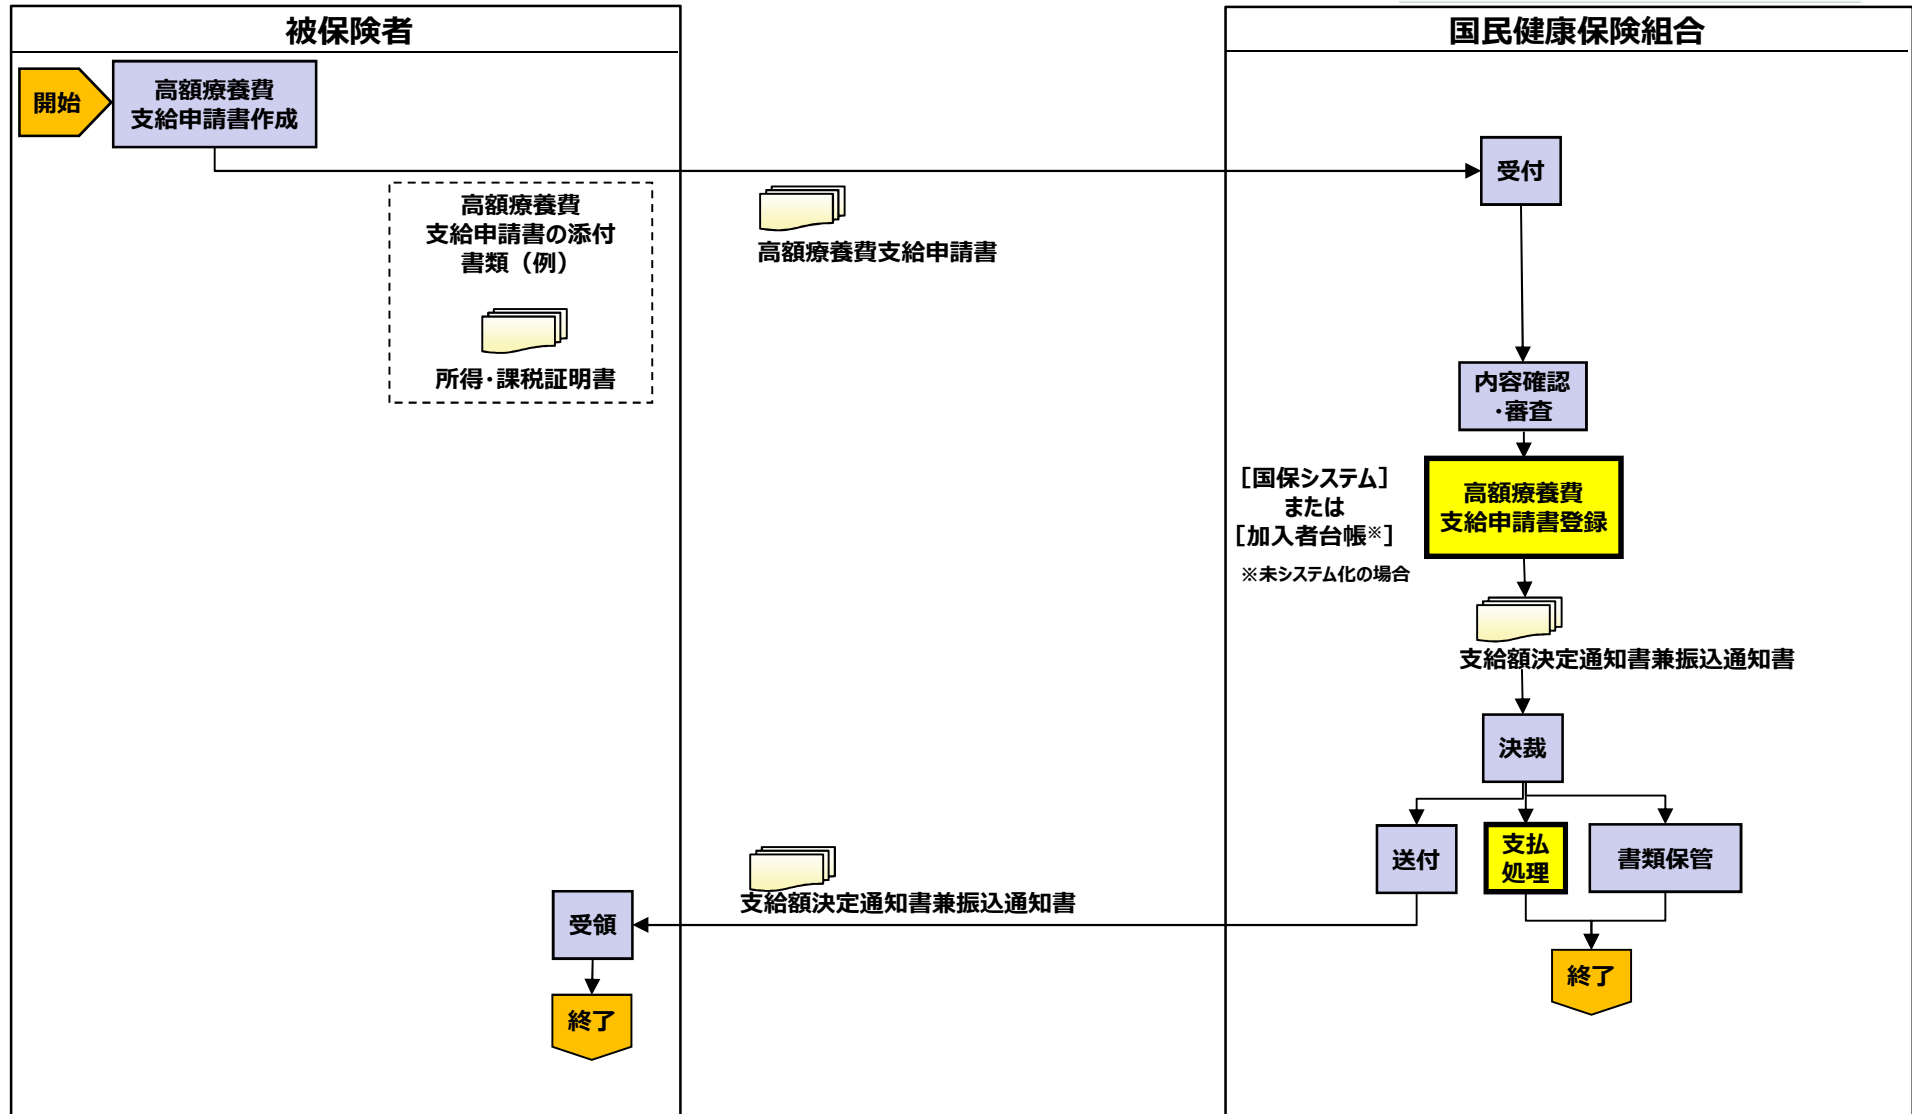 被保険者
国民健康保険組合
開始
高額療養費
支給申請書作成
受付
高額療養費
支給申請書の添付
書類（例）
所得・課税証明書
高額療養費支給申請書
内容確認
・審査
［国保システム］
または
［加入者台帳※］
※未システム化の場合
高額療養費
支給申請書登録
支給額決定通知書兼振込通知書
決裁
送付
支払
処理
書類保管
支給額決定通知書兼振込通知書
受領
終了
終了